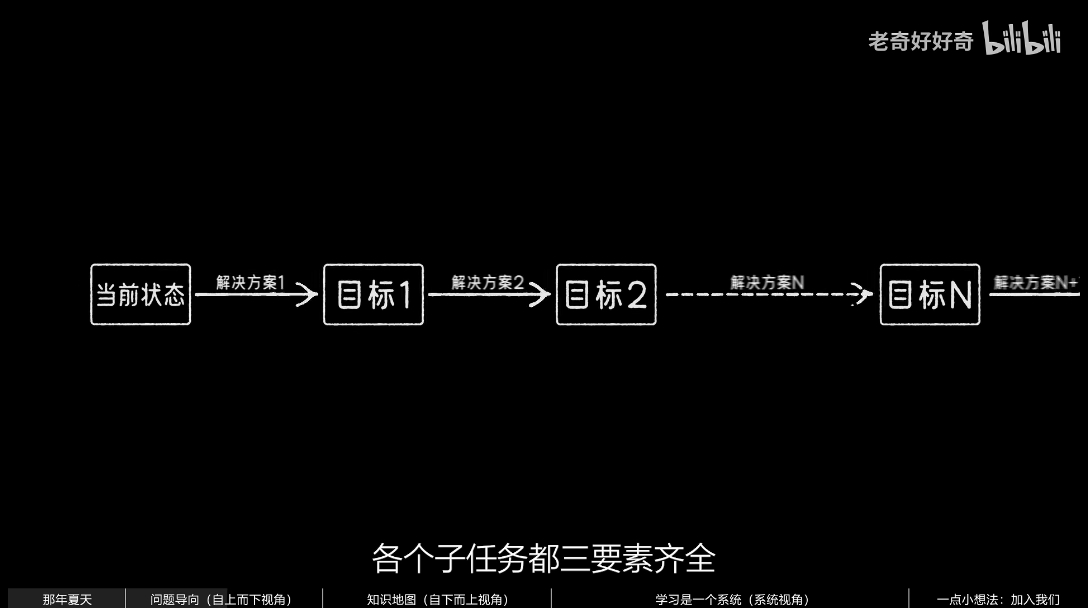 老奇好好奇 bilibili
解决方案1 解决方案2 解决方案N 解决方案N+
当前状态 目标1 目标2 目标N
各个子任务都三要素齐全
那年夏天 问题导向（自上而下视角） 知识地图（自下而上视角） 学习是一个系统（系统视角） 一点小想法：加入我们